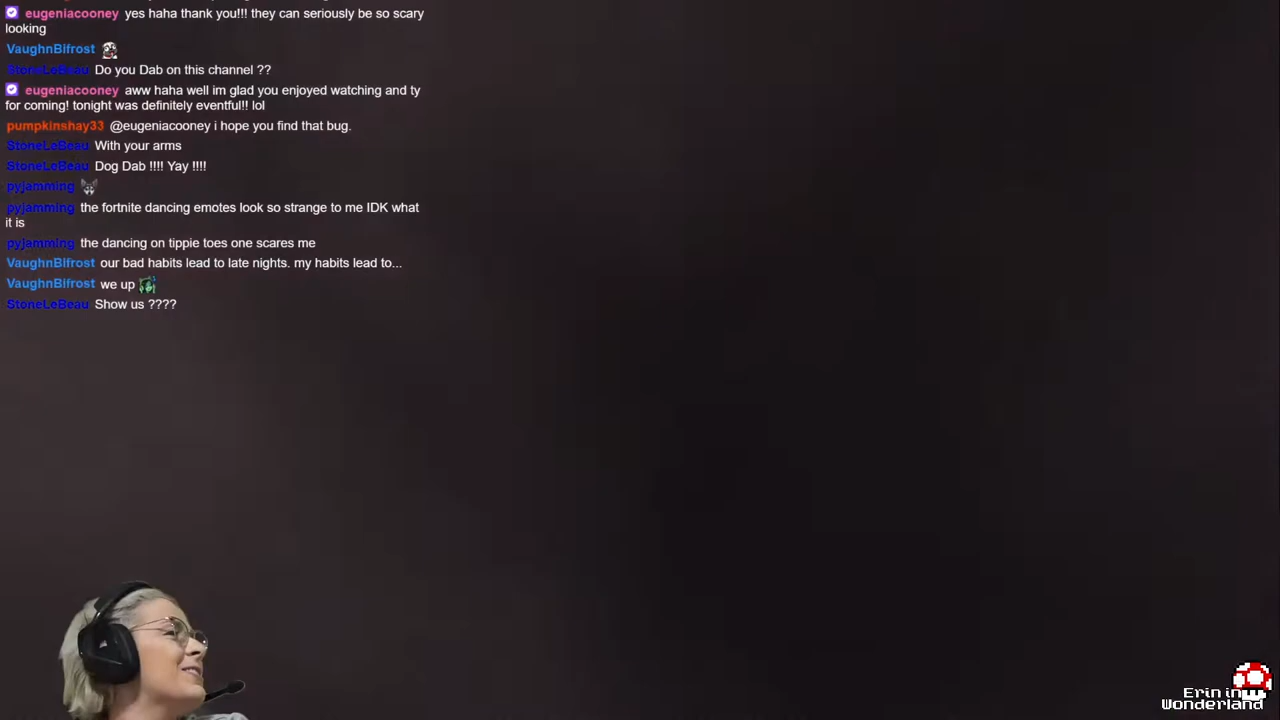 eugeniacooney yes haha thank you!!! they can seriously be so scary
looking
VaughnBifrost
StoneLeBeau Do you Dab on this channel ??
eugeniacooney aww haha well im glad you enjoyed watching and ty
for coming! tonight was definitely eventful!! lol
pumpkinshay33 @eugeniacooney i hope you find that bug.
StoneLeBeau With your arms
StoneLeBeau Dog Dab !!!! Yay !!!!
pyjamming
pyjamming the fortnite dancing emotes look so strange to me IDK what
it is
pyjamming the dancing on tippie toes one scares me
VaughnBifrost our bad habits lead to late nights. my habits lead to...
VaughnBifrost we up
StoneLeBeau Show us ????
Erin in
Wonderland